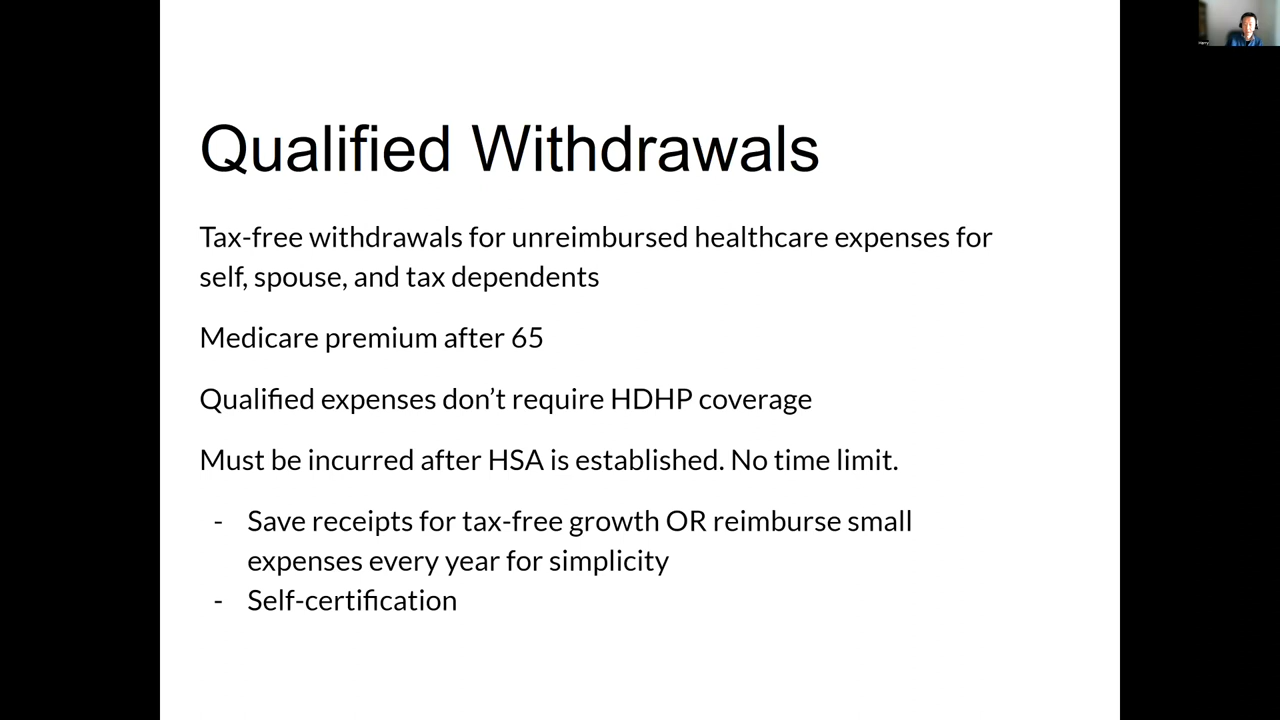 Qualified Withdrawals
Tax-free withdrawals for unreimbursed healthcare expenses for
self, spouse, and tax dependents
Medicare premium after 65
Qualified expenses don’t require HDHP coverage
Must be incurred after HSA is established. No time limit.
- Save receipts for tax-free growth OR reimburse small
expenses every year for simplicity
- Self-certification